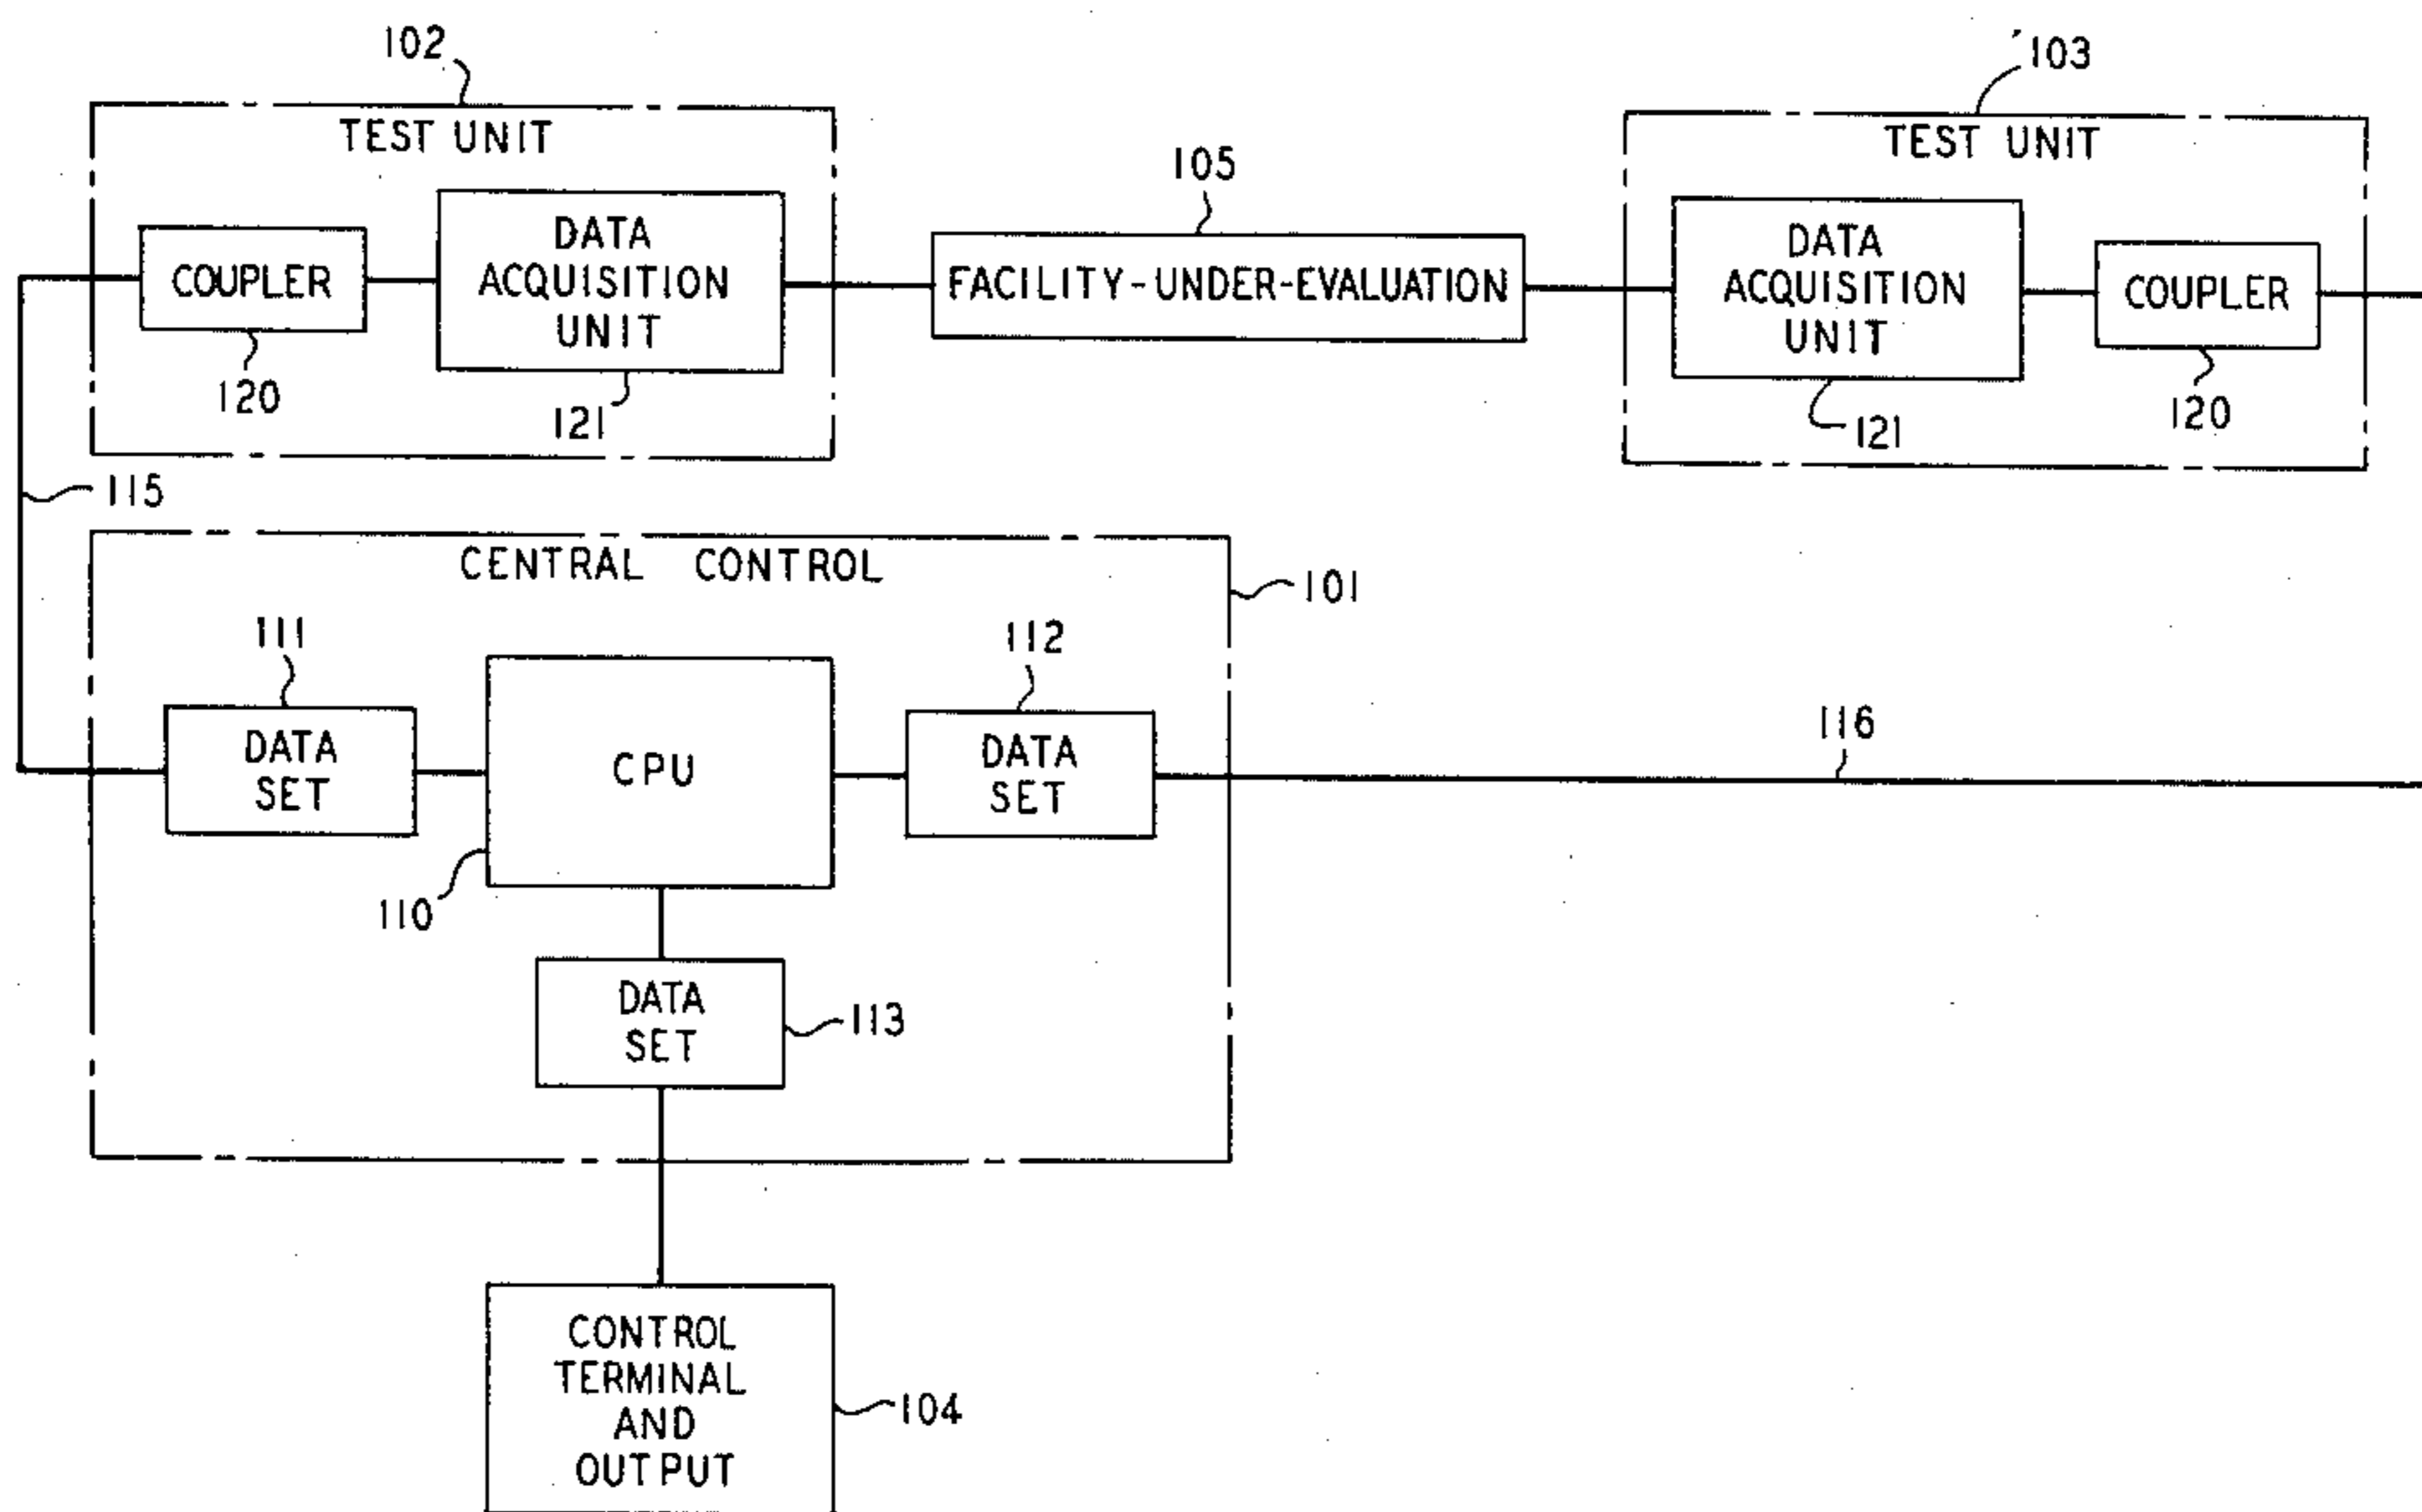 102
103
TEST UNIT
TEST UNIT
105
DATA
ACQUISITION
UNIT
COUPLER
FACILITY-UNDER-EVALUATION
DATA
ACQUISITION
UNIT
COUPLER
120
121
121
120
115
CENTRAL CONTROL
101
111
112
DATA
SET
CPU
DATA
SET
116
110
DATA
SET
113
CONTROL
TERMINAL
AND
OUTPUT
104